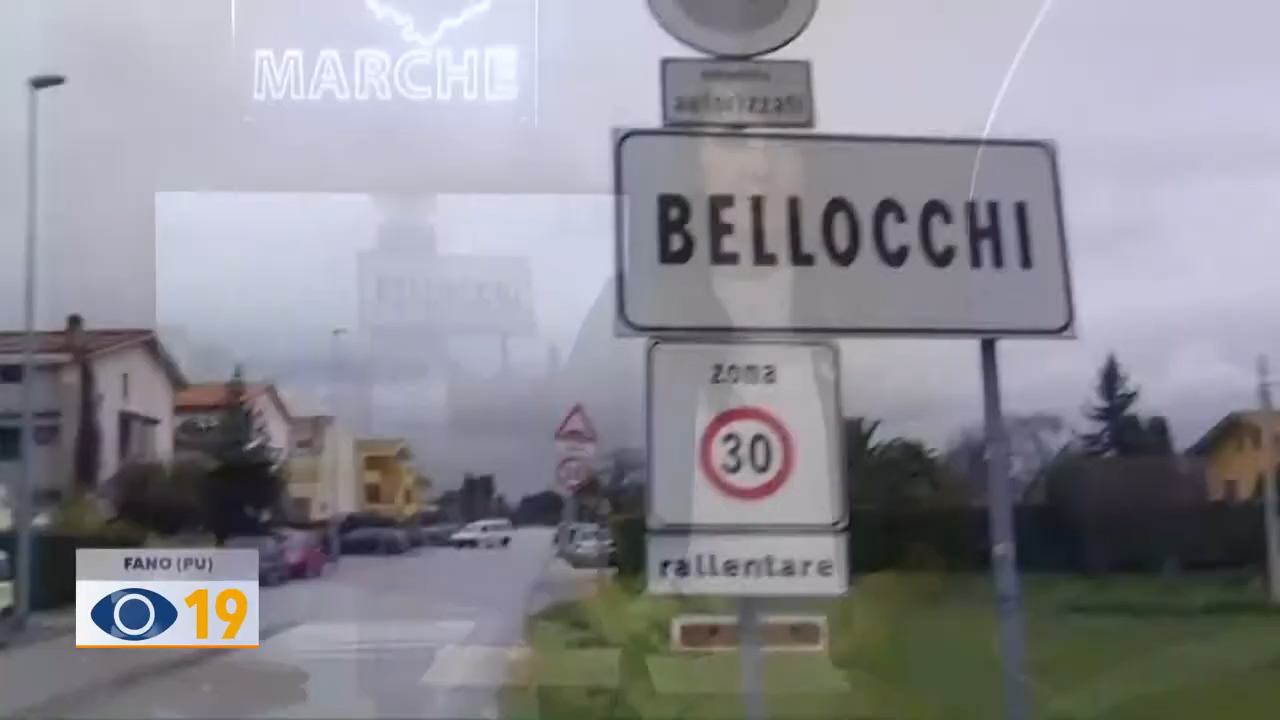 MARCHE
autorizzati
BELLOCCHI
zona
30
rallentare
FANO (PU)
19